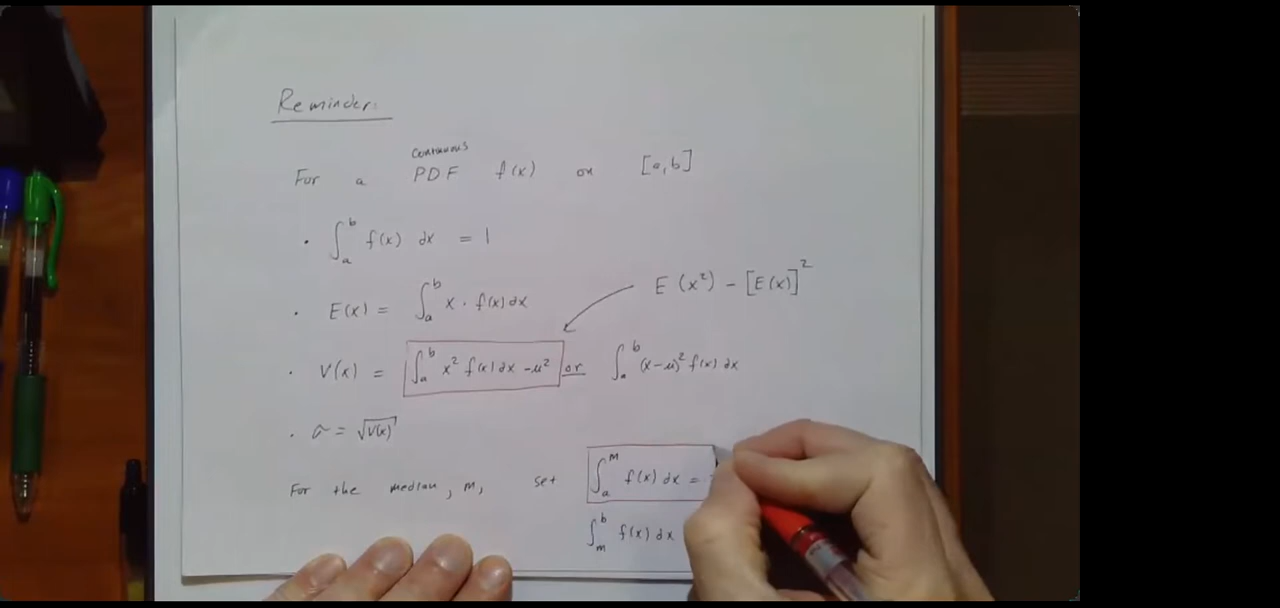 Reminder:
For a continuous PDF f(x) on [a,b]
• ∫_a^b f(x) dx = 1
E(x²) − [E(x)]²
• E(x) = ∫_a^b x · f(x) dx
• V(x) = ∫_a^b x² f(x) dx − μ² or ∫_a^b (x−μ)² f(x) dx
• σ = √V(x)
For the median, m, set ∫_a^m f(x) dx =
∫_m^b f(x) dx